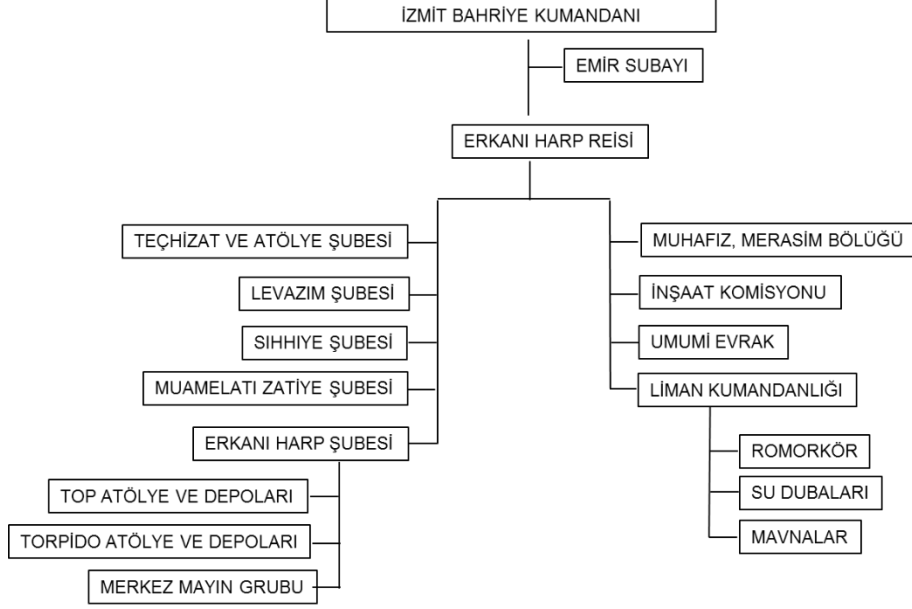 İZMİT BAHRİYE KUMANDANI
EMİR SUBAYI
ERKANI HARP REİSİ
TEÇHİZAT VE ATÖLYE ŞUBESİ
LEVAZIM ŞUBESİ
SIHHIYE ŞUBESİ
MUAMELATI ZATİYE ŞUBESİ
ERKANI HARP ŞUBESİ
TOP ATÖLYE VE DEPOLARI
TORPİDO ATÖLYE VE DEPOLARI
MERKEZ MAYIN GRUBU
MUHAFIZ, MERASİM BÖLÜĞÜ
İNŞAAT KOMİSYONU
UMUMİ EVRAK
LİMAN KUMANDANLIĞI
ROMORKÖR
SU DUBALARI
MAVNALAR